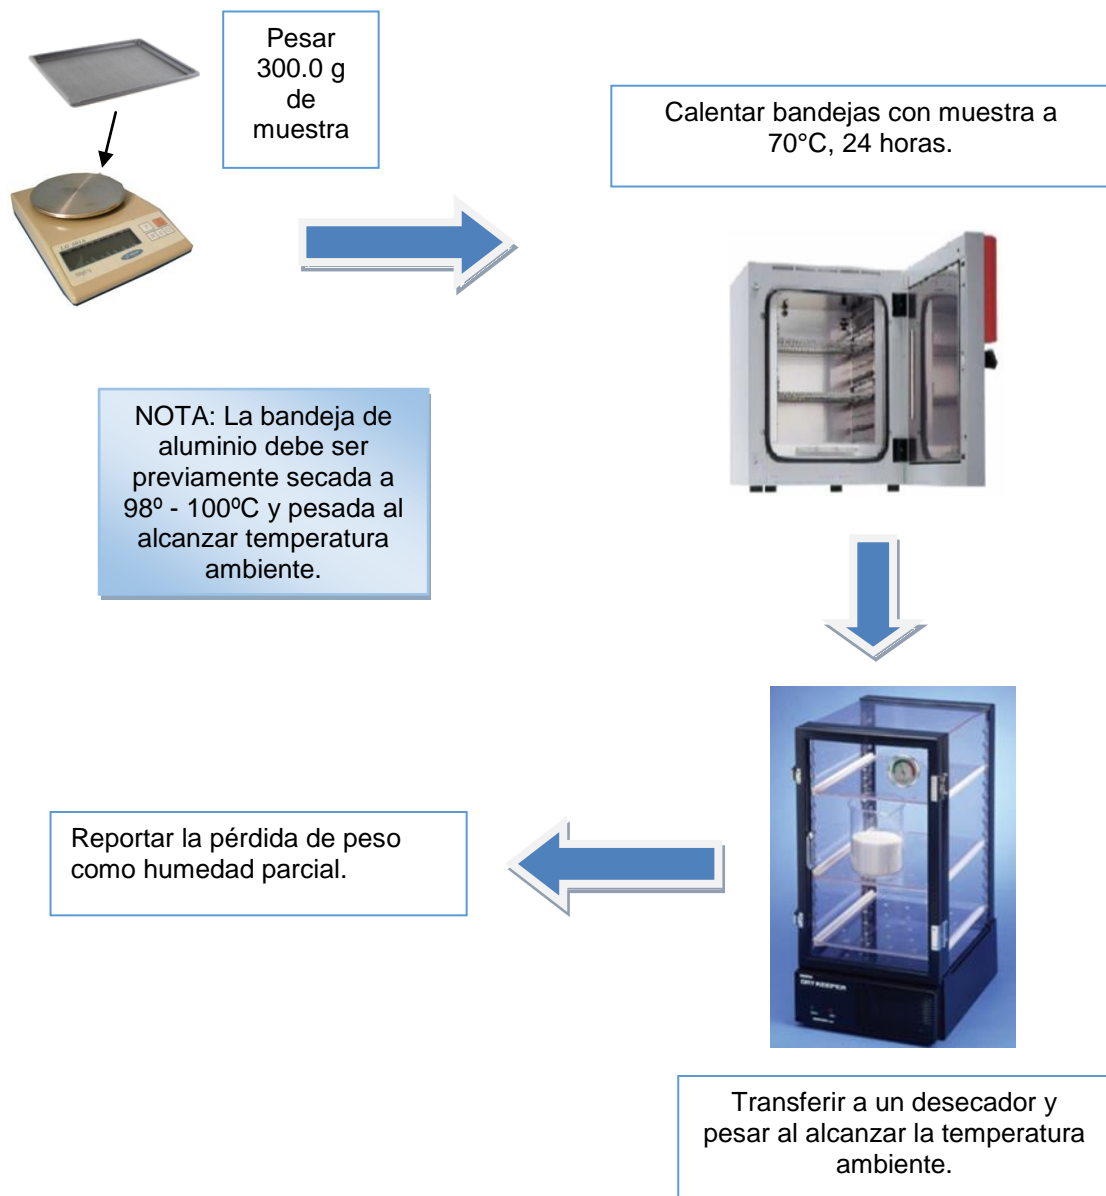 Pesar
300.0 g
de
muestra
Calentar bandejas con muestra a
70°C, 24 horas.
NOTA: La bandeja de
aluminio debe ser
previamente secada a
98º - 100ºC y pesada al
alcanzar temperatura
ambiente.
Reportar la pérdida de peso
como humedad parcial.
DRY KEEPER
Transferir a un desecador y
pesar al alcanzar la temperatura
ambiente.